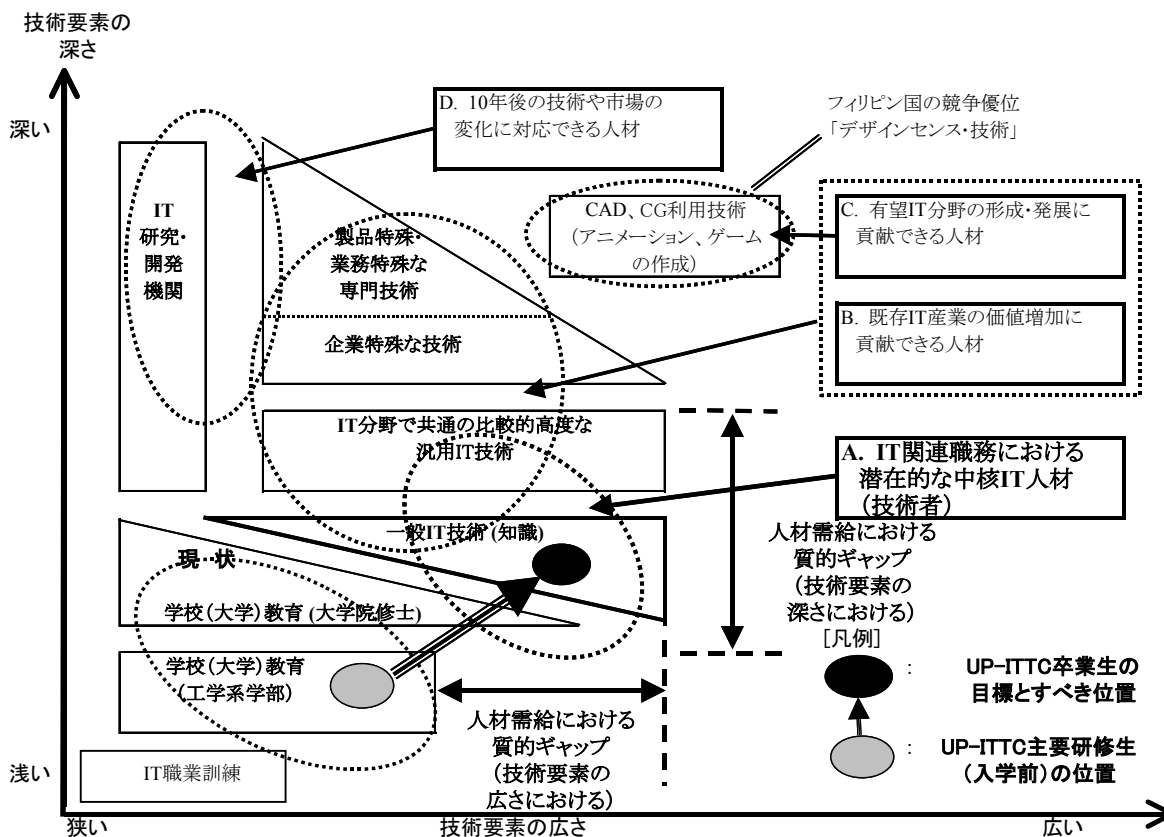 技術要素の
深さ
深い
D. 10年後の技術や市場の
変化に対応できる人材
フィリピン国の競争優位
「デザインセンス・技術」
IT
研究・
開発
機関
製品特殊・
業務特殊な
専門技術
企業特殊な技術
CAD、CG利用技術
（アニメーション、ゲーム
の作成）
C. 有望IT分野の形成・発展に
貢献できる人材
B. 既存IT産業の価値増加に
貢献できる人材
IT分野で共通の比較的高度な
汎用IT技術
A. IT関連職務における
潜在的な中核IT人材
（技術者）
一般IT技術（知識）
現 状
学校（大学）教育（大学院修士）
人材需給における
質的ギャップ
（技術要素の
深さにおける）
学校（大学）教育
（工学系学部）
人材需給における
質的ギャップ
（技術要素の
広さにおける）
[凡例]
： UP-ITTC卒業生の
目標とすべき位置
： UP-ITTC主要研修生
（入学前）の位置
浅い
IT職業訓練
狭い
技術要素の広さ
広い